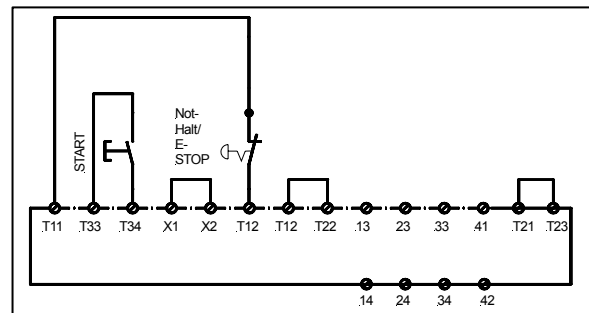 Not-
Halt/
E-
STOP
START
T11 T33 T34 X1 X2 T12 T12 T22 13 23 33 41 T21 T23
14 24 34 42